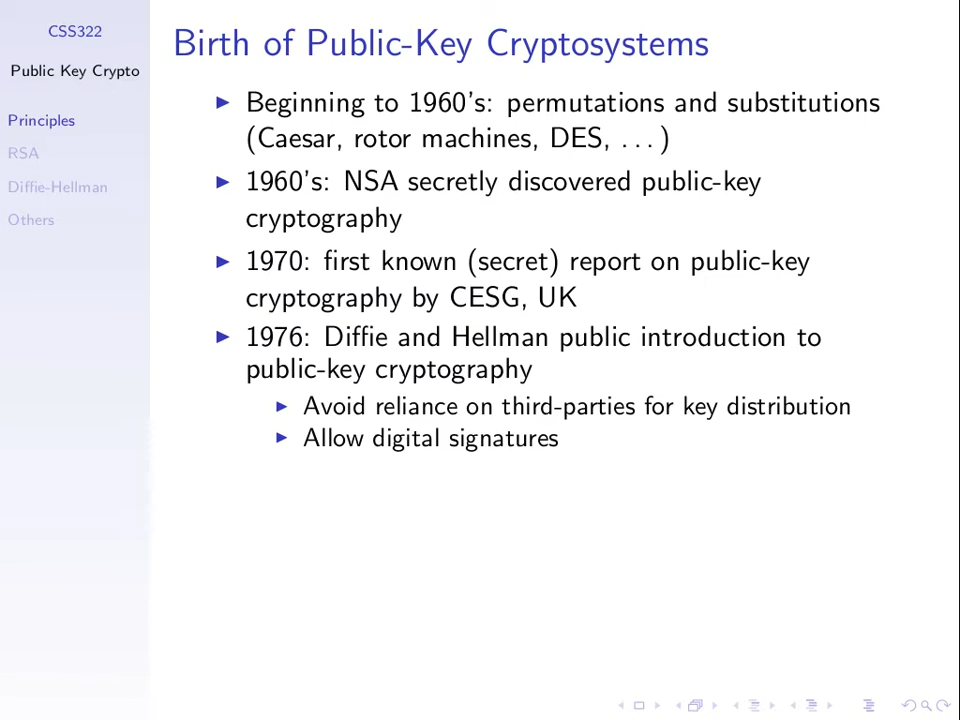 CSS322
Public Key Crypto
Principles
RSA
Diffie-Hellman
Others
Birth of Public-Key Cryptosystems
Beginning to 1960's: permutations and substitutions
(Caesar, rotor machines, DES, . . . )
1960's: NSA secretly discovered public-key
cryptography
1970: first known (secret) report on public-key
cryptography by CESG, UK
1976: Diffie and Hellman public introduction to
public-key cryptography
Avoid reliance on third-parties for key distribution
Allow digital signatures